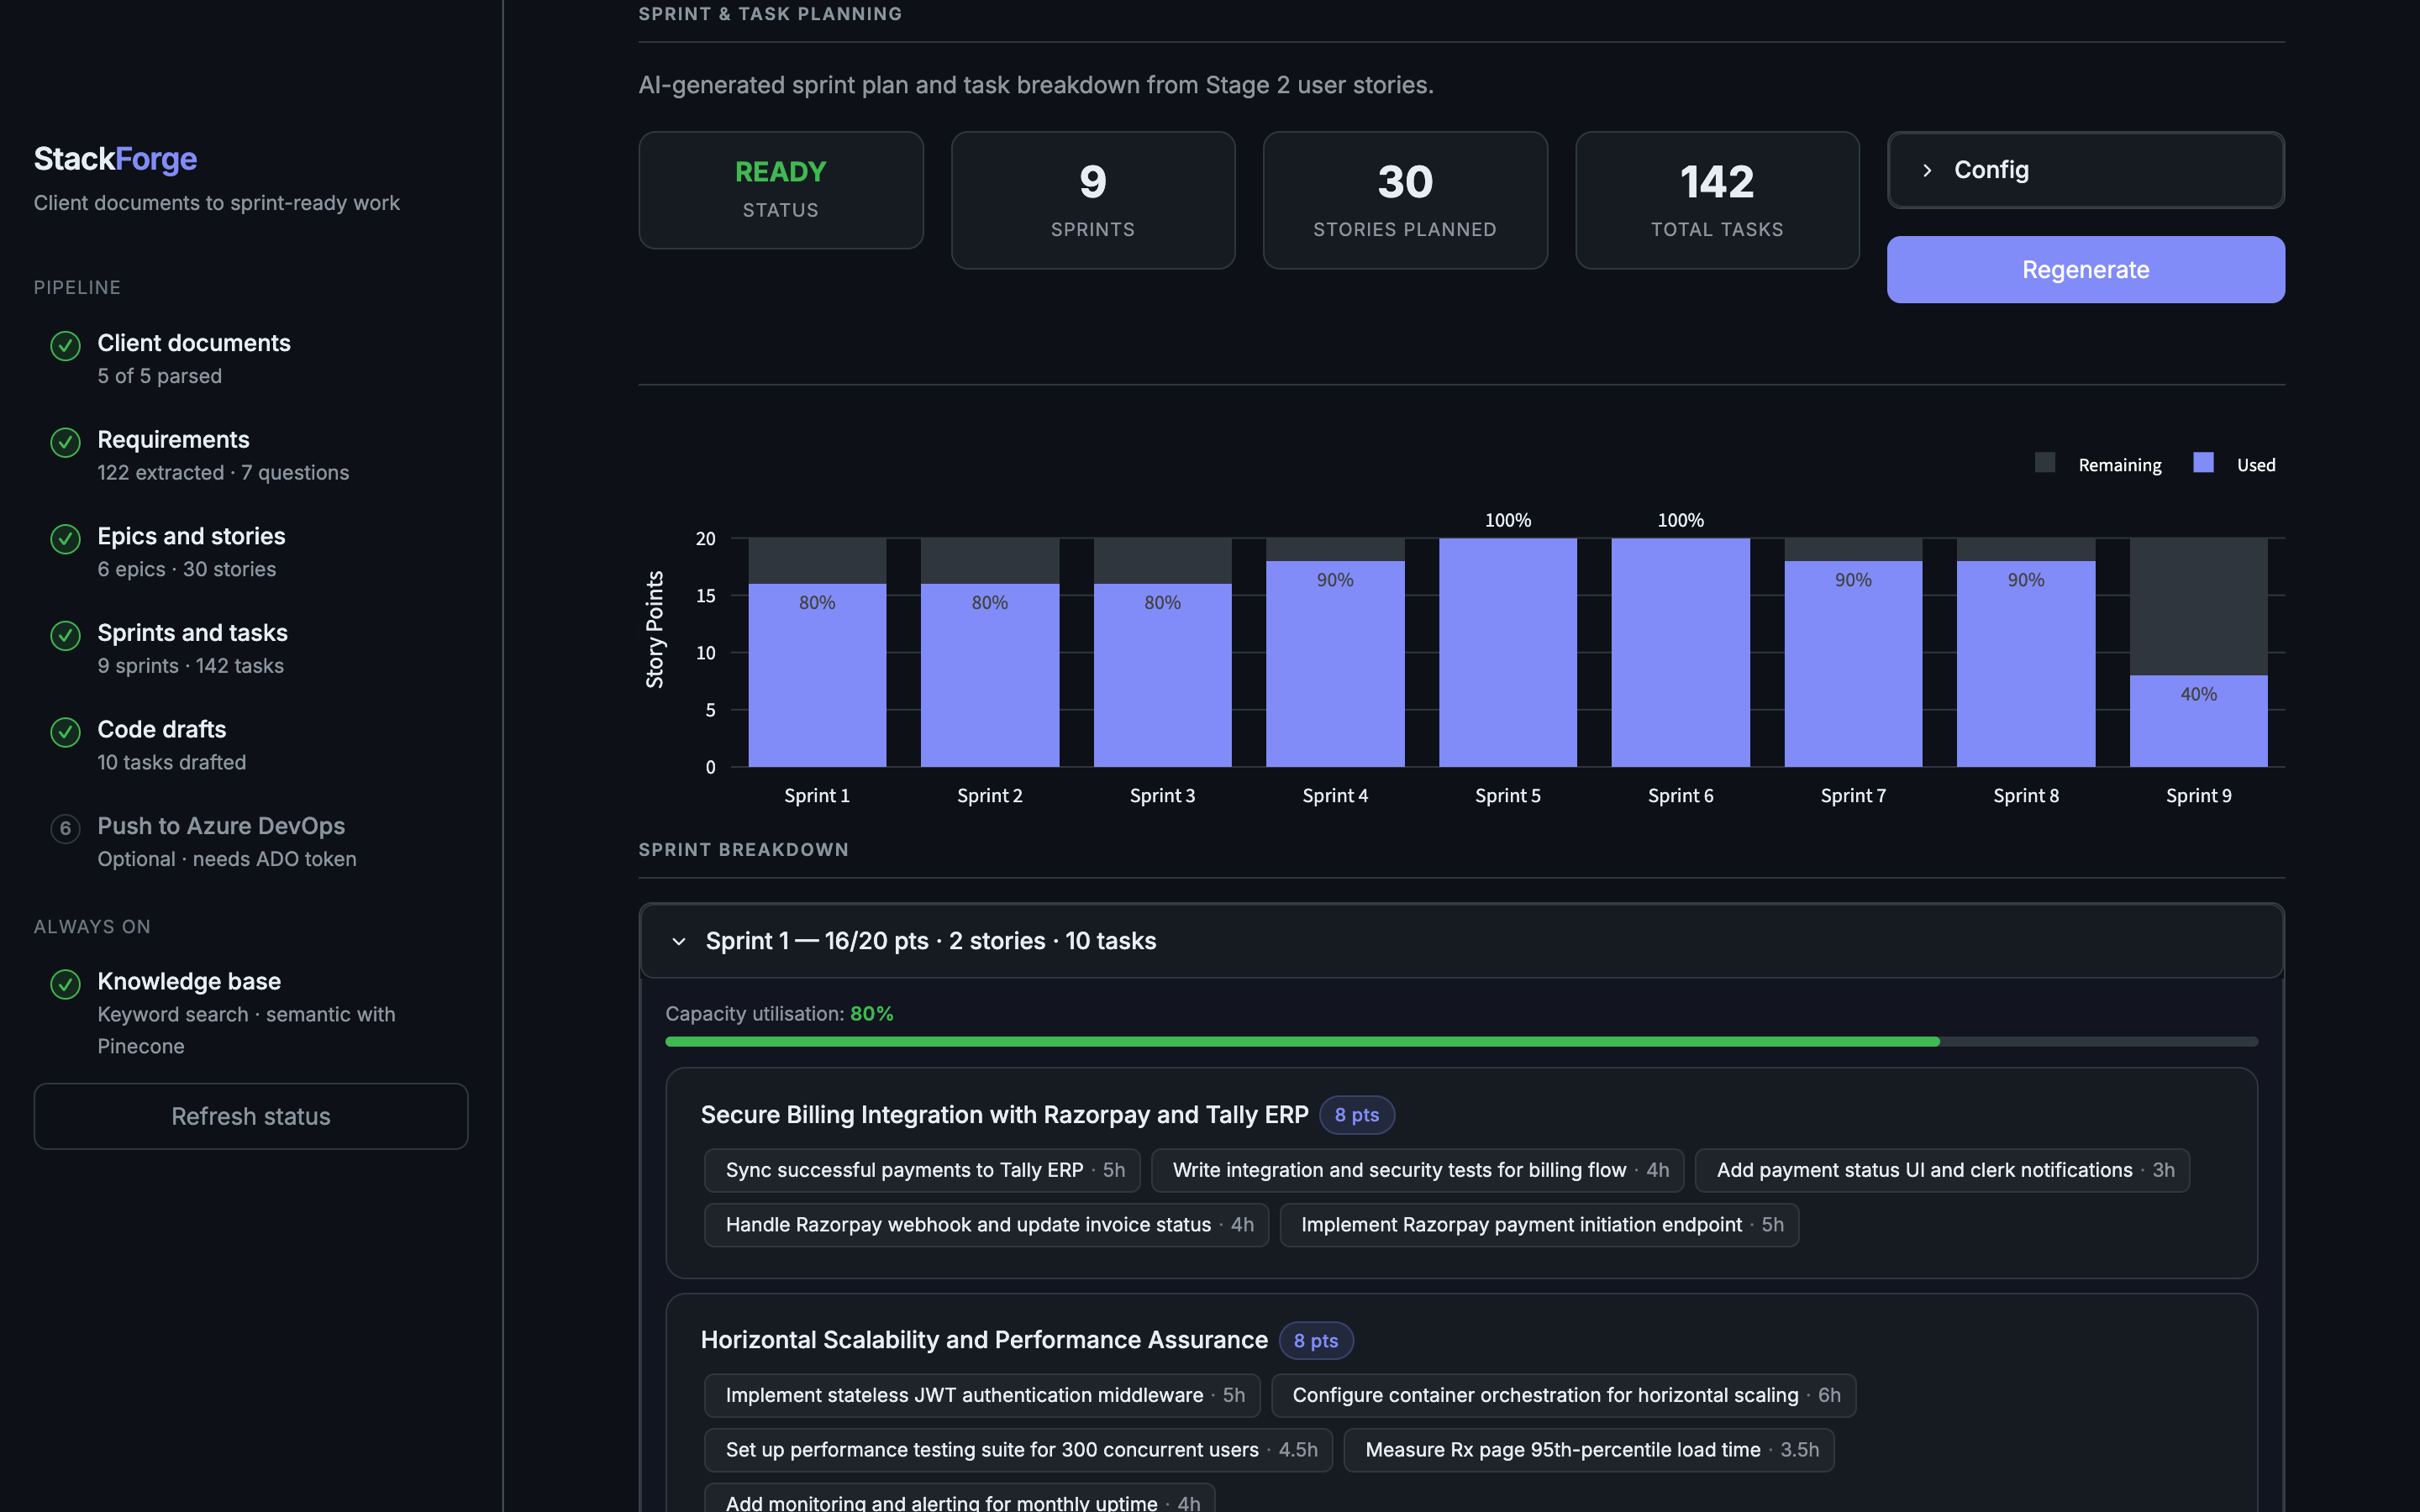 StackForge
Client documents to sprint-ready work
PIPELINE
Client documents
5 of 5 parsed
Requirements
122 extracted · 7 questions
Epics and stories
6 epics · 30 stories
Sprints and tasks
9 sprints · 142 tasks
Code drafts
10 tasks drafted
6 Push to Azure DevOps
Optional · needs ADO token
ALWAYS ON
Knowledge base
Keyword search · semantic with
Pinecone
Refresh status
SPRINT & TASK PLANNING
AI-generated sprint plan and task breakdown from Stage 2 user stories.
READY
STATUS
9
SPRINTS
30
STORIES PLANNED
142
TOTAL TASKS
Config
Regenerate
Remaining Used
100% 100%
Story Points
20
15
10
5
0
80% 80% 80% 90% 90% 90% 40%
Sprint 1 Sprint 2 Sprint 3 Sprint 4 Sprint 5 Sprint 6 Sprint 7 Sprint 8 Sprint 9
SPRINT BREAKDOWN
Sprint 1 — 16/20 pts · 2 stories · 10 tasks
Capacity utilisation: 80%
Secure Billing Integration with Razorpay and Tally ERP 8 pts
Sync successful payments to Tally ERP · 5h Write integration and security tests for billing flow · 4h Add payment status UI and clerk notifications · 3h
Handle Razorpay webhook and update invoice status · 4h Implement Razorpay payment initiation endpoint · 5h
Horizontal Scalability and Performance Assurance 8 pts
Implement stateless JWT authentication middleware · 5h Configure container orchestration for horizontal scaling · 6h
Set up performance testing suite for 300 concurrent users · 4.5h Measure Rx page 95th-percentile load time · 3.5h
Add monitoring and alerting for monthly uptime · 4h